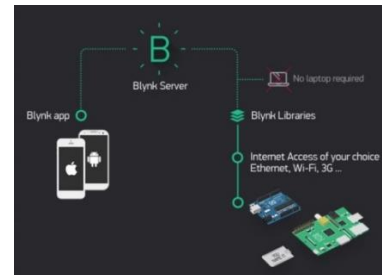 B
Blynk Server
No laptop required
Blynk app
Blynk Libraries
Internet Access of your choice
Ethernet, Wi-Fi, 3G ...